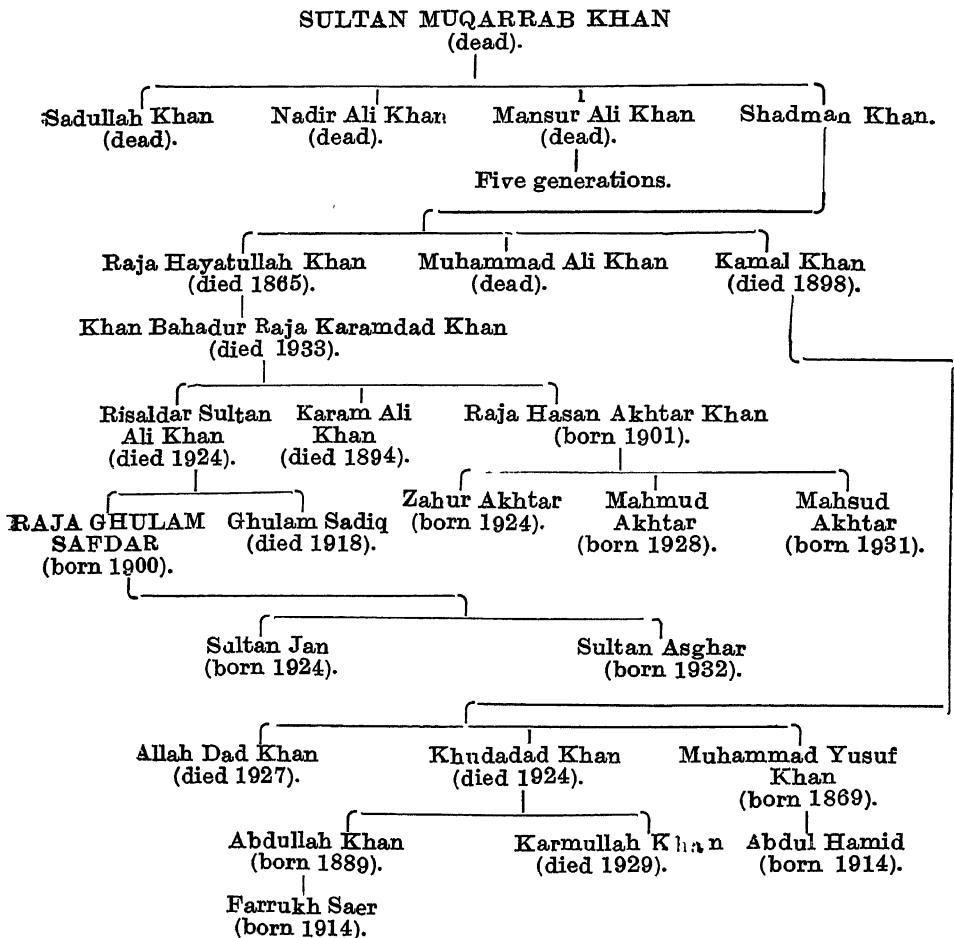 SULTAN MUQARRAB KHAN
(dead).
Sadullah Khan
(dead).
Nadir Ali Khan
(dead).
Mansur Ali Khan
(dead).
Shadman Khan.
Five generations.
Raja Hayatullah Khan
(died 1865).
Muhammad Ali Khan
(dead).
Kamal Khan
(died 1898).
Khan Bahadur Raja Karamdad Khan
(died 1933).
Risaldar Sultan
Ali Khan
(died 1924).
Karam Ali
Khan
(died 1894).
Raja Hasan Akhtar Khan
(born 1901).
RAJA GHULAM
SAFDAR
(born 1900).
Ghulam Sadiq
(died 1918).
Zahur Akhtar
(born 1924).
Mahmud
Akhtar
(born 1928).
Mahsud
Akhtar
(born 1931).
Sultan Jan
(born 1924).
Sultan Asghar
(born 1932).
Allah Dad Khan
(died 1927).
Khudadad Khan
(died 1924).
Muhammad Yusuf
Khan
(born 1869).
Abdullah Khan
(born 1889).
Karmullah Khan
(died 1929).
Abdul Hamid
(born 1914).
Farrukh Saer
(born 1914).